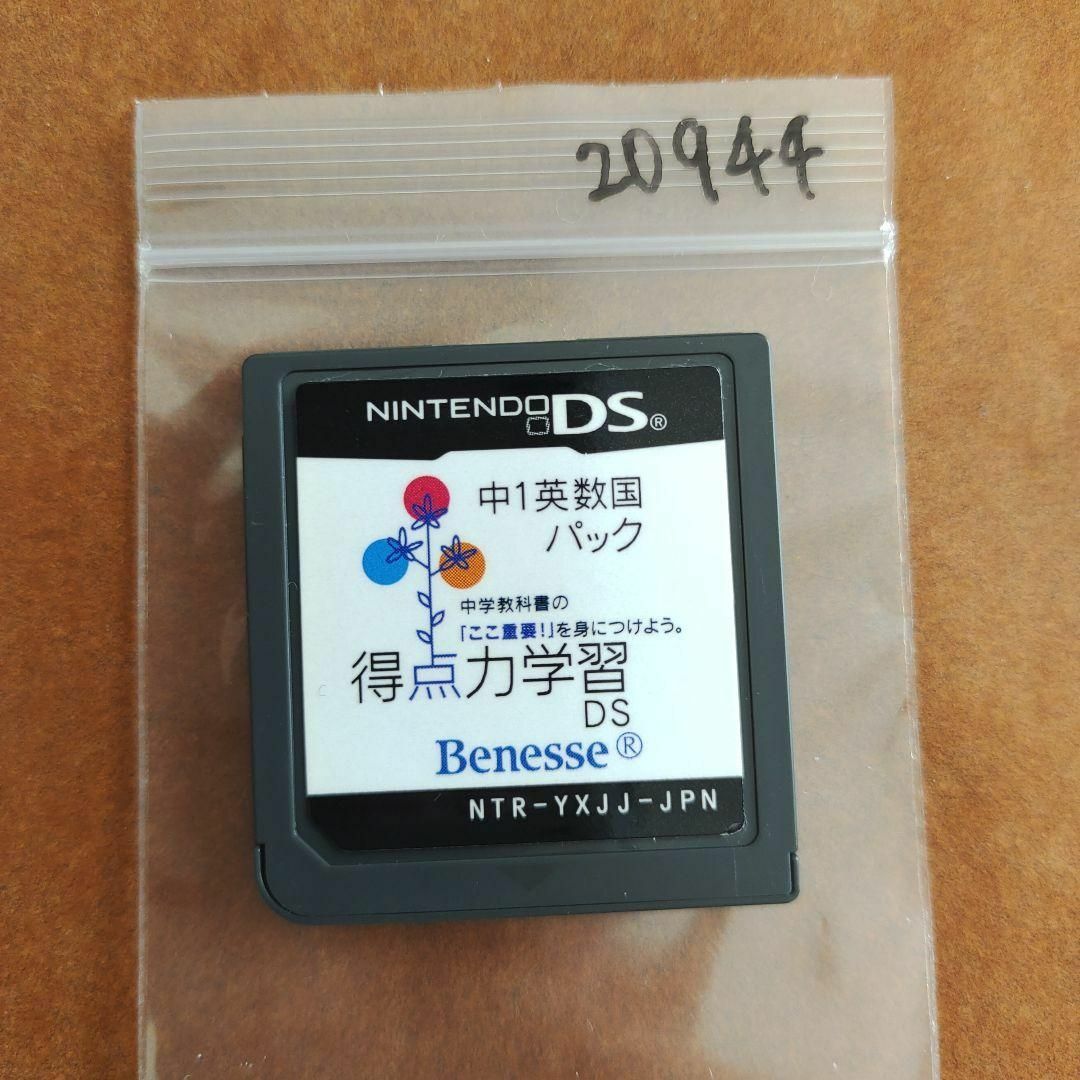 20944
NINTENDO DS®
中1英数国
パック
中学教科書の
「ここ重要!」を身につけよう。
得点力学習
DS
Benesse®
NTR-YXJJ-JPN